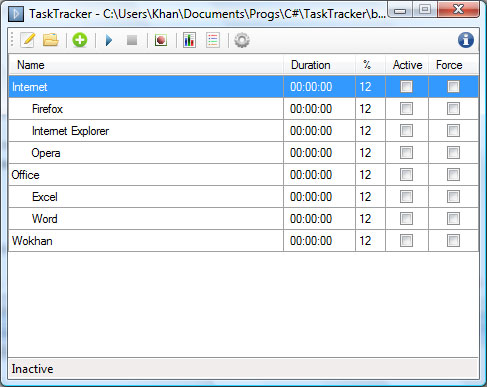 TaskTracker - C:\Users\Khan\Documents\Progs\C#\TaskTracker\b...
Name Duration % Active Force
Internet 00:00:00 12
Firefox 00:00:00 12
Internet Explorer 00:00:00 12
Opera 00:00:00 12
Office 00:00:00 12
Excel 00:00:00 12
Word 00:00:00 12
Wokhan 00:00:00 12
Inactive